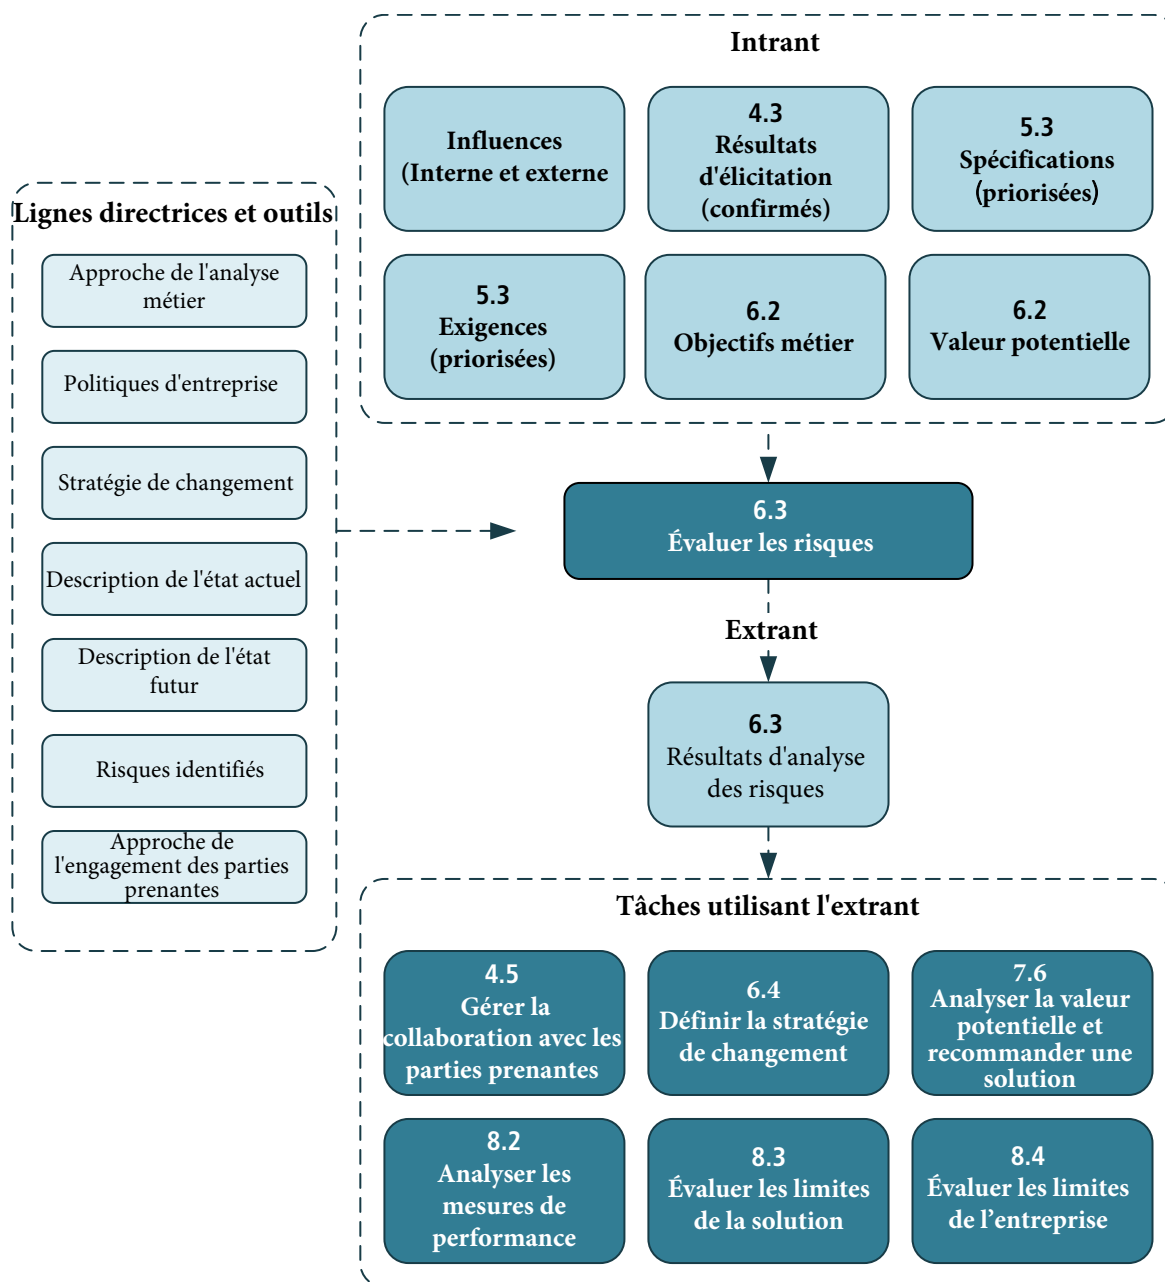 Intrant
Influences
(Interne et externe
4.3
Résultats
d'élicitation
(confirmés)
5.3
Spécifications
(priorisées)
5.3
Exigences
(priorisées)
6.2
Objectifs métier
6.2
Valeur potentielle
Lignes directrices et outils
Approche de l'analyse
métier
Politiques d'entreprise
Stratégie de changement
Description de l'état actuel
Description de l'état
futur
Risques identifiés
Approche de
l'engagement des parties
prenantes
6.3
Évaluer les risques
Extrant
6.3
Résultats d'analyse
des risques
Tâches utilisant l'extrant
4.5
Gérer la
collaboration avec les
parties prenantes
6.4
Définir la stratégie
de changement
7.6
Analyser la valeur
potentielle et
recommander une
solution
8.2
Analyser les
mesures de
performance
8.3
Évaluer les limites
de la solution
8.4
Évaluer les limites
de l’entreprise